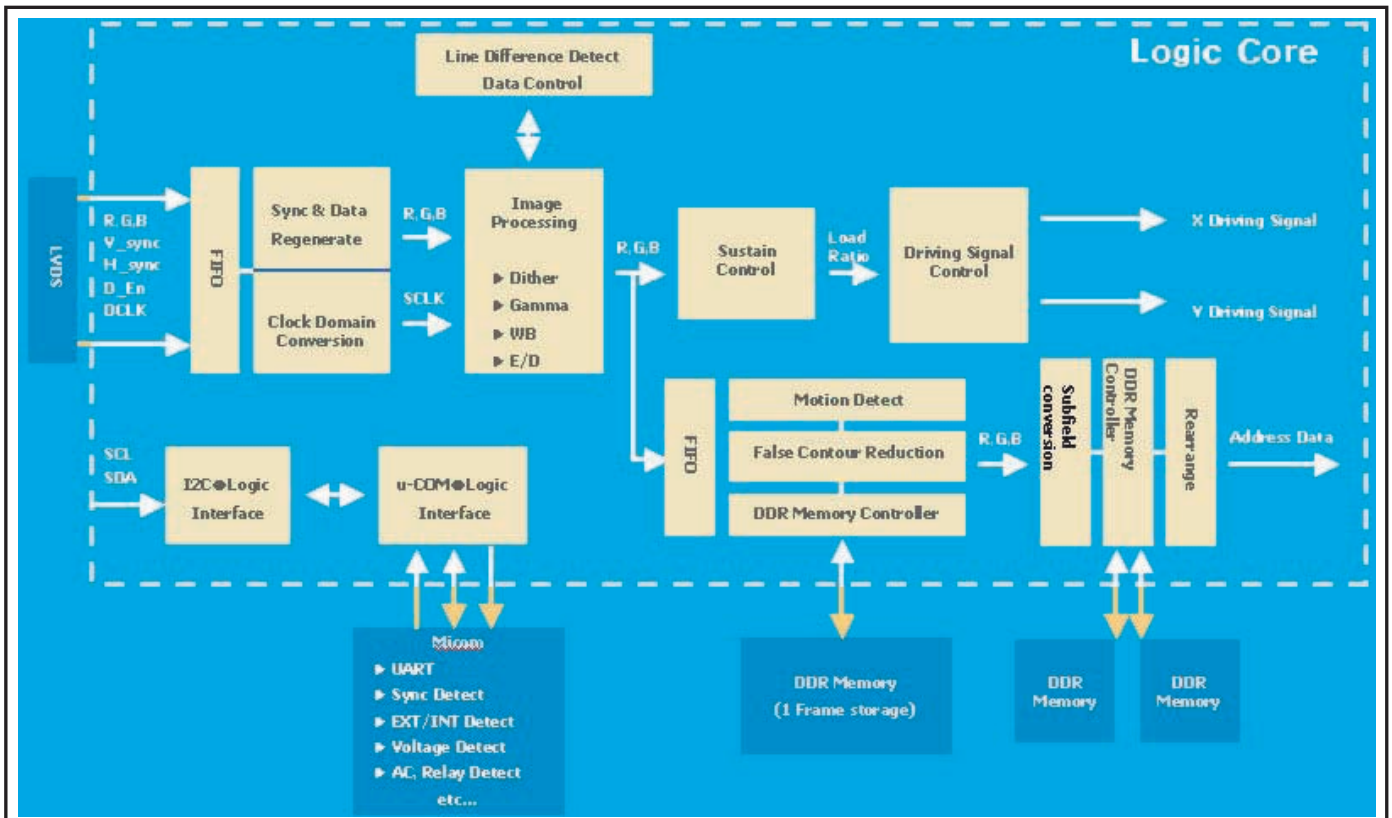 Logic Core
Line Difference Detect
Data Control
LVDS
R,G,B
V_sync
H_sync
D_En
DCLK
FIFO
Sync & Data
Regenerate
Clock Domain
Conversion
R,G,B
SCLK
Image
Processing
▶ Dither
▶ Gamma
▶ WB
▶ E/D
R,G,B
Sustain
Control
Load
Ratio
Driving Signal
Control
X Driving Signal
Y Driving Signal
FIFO
Motion Detect
False Contour Reduction
DDR Memory Controller
R,G,B
Subfield
conversion
DDR Memory
Controller
Rearrange
Address Data
SCL
SDA
I2C●Logic
Interface
u-COM●Logic
Interface
Micom
▶ UART
▶ Sync Detect
▶ EXT/INT Detect
▶ Voltage Detect
▶ AC, Relay Detect
etc...
DDR Memory
(1 Frame storage)
DDR
Memory
DDR
Memory